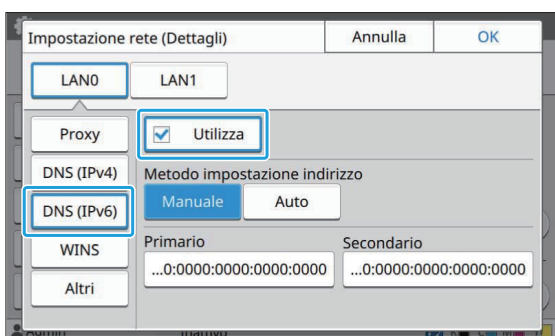 Impostazione rete (Dettagli)
Annulla
OK
LAN0
LAN1
Proxy
Utilizza
DNS (IPv4)
Metodo impostazione indirizzo
DNS (IPv6)
Manuale
Auto
WINS
Primario
Secondario
...0:0000:0000:0000:0000
...0:0000:0000:0000:0000
Altri